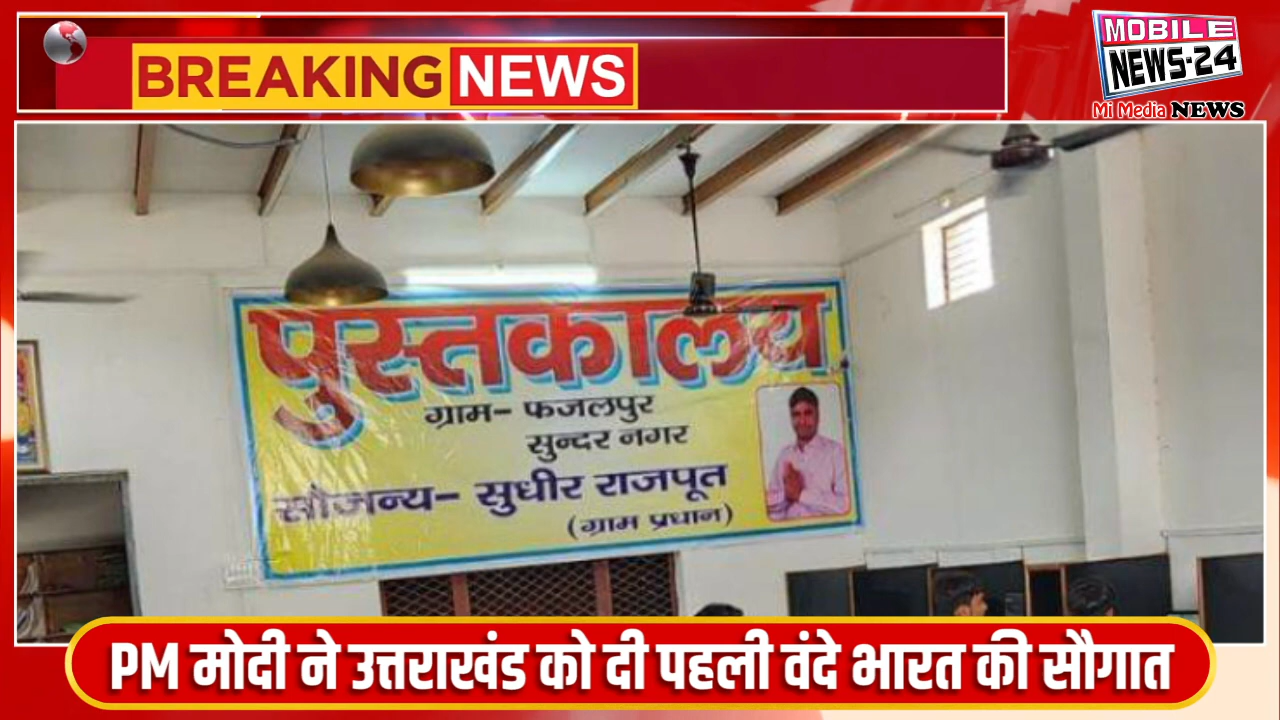 BREAKING NEWS
MOBILE
NEWS-24
Mi Media NEWS
पुस्तकालय
ग्राम- फजलपुर
सुन्दर नगर
सौजन्य- सुधीर राजपूत
(ग्राम प्रधान)
PM मोदी ने उत्तराखंड को दी पहली वंदे भारत की सौगात